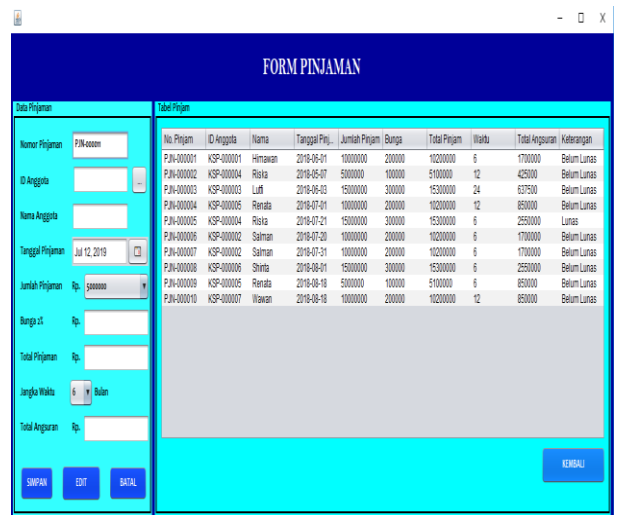 FORM PINJAMAN
Data Pinjaman
Nomor Pinjaman PJN-000011
ID Anggota ...
Nama Anggota
Tanggal Pinjaman Jul 12, 2019
Jumlah Pinjaman Rp. 5000000
Bunga 2% Rp.
Total Pinjaman Rp.
Jangka Waktu 6 Bulan
Total Angsuran Rp.
SIMPAN EDIT BATAL
Tabel Pinjam
No. Pinjam ID Anggota Nama Tanggal Pinj... Jumlah Pinjam Bunga Total Pinjam Waktu Total Angsuran Keterangan
PJN-000001 KSP-000001 Himawan 2018-06-01 10000000 200000 10200000 6 1700000 Belum Lunas
PJN-000002 KSP-000004 Riska 2018-05-07 5000000 100000 5100000 12 425000 Belum Lunas
PJN-000003 KSP-000003 Lutfi 2018-06-03 15000000 300000 15300000 24 637500 Belum Lunas
PJN-000004 KSP-000005 Renata 2018-07-01 10000000 200000 10200000 12 850000 Belum Lunas
PJN-000005 KSP-000004 Riska 2018-07-21 15000000 300000 15300000 6 2550000 Lunas
PJN-000006 KSP-000002 Salman 2018-07-20 10000000 200000 10200000 6 1700000 Belum Lunas
PJN-000007 KSP-000002 Salman 2018-07-31 10000000 200000 10200000 6 1700000 Belum Lunas
PJN-000008 KSP-000006 Shinta 2018-08-01 15000000 300000 15300000 6 2550000 Belum Lunas
PJN-000009 KSP-000005 Renata 2018-08-18 5000000 100000 5100000 6 850000 Belum Lunas
PJN-000010 KSP-000007 Wawan 2018-08-18 10000000 200000 10200000 12 850000 Belum Lunas
KEMBALI